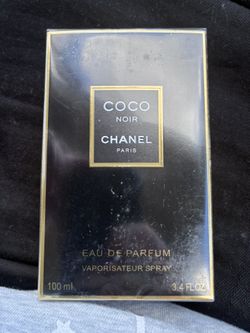 COCO
NOIR
CHANEL
PARIS
EAU DE PARFUM
VAPORISATEUR SPRAY
100 ml 3.4 FL.OZ